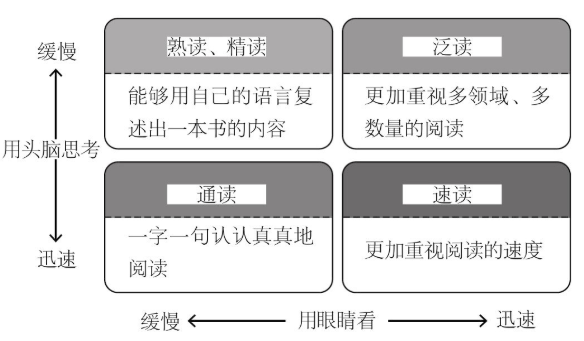 缓慢
用头脑思考
迅速
熟读、精读
能够用自己的语言复
述出一本书的内容
泛读
更加重视多领域、多
数量的阅读
通读
一字一句认认真真地
阅读
速读
更加重视阅读的速度
缓慢
用眼睛看
迅速